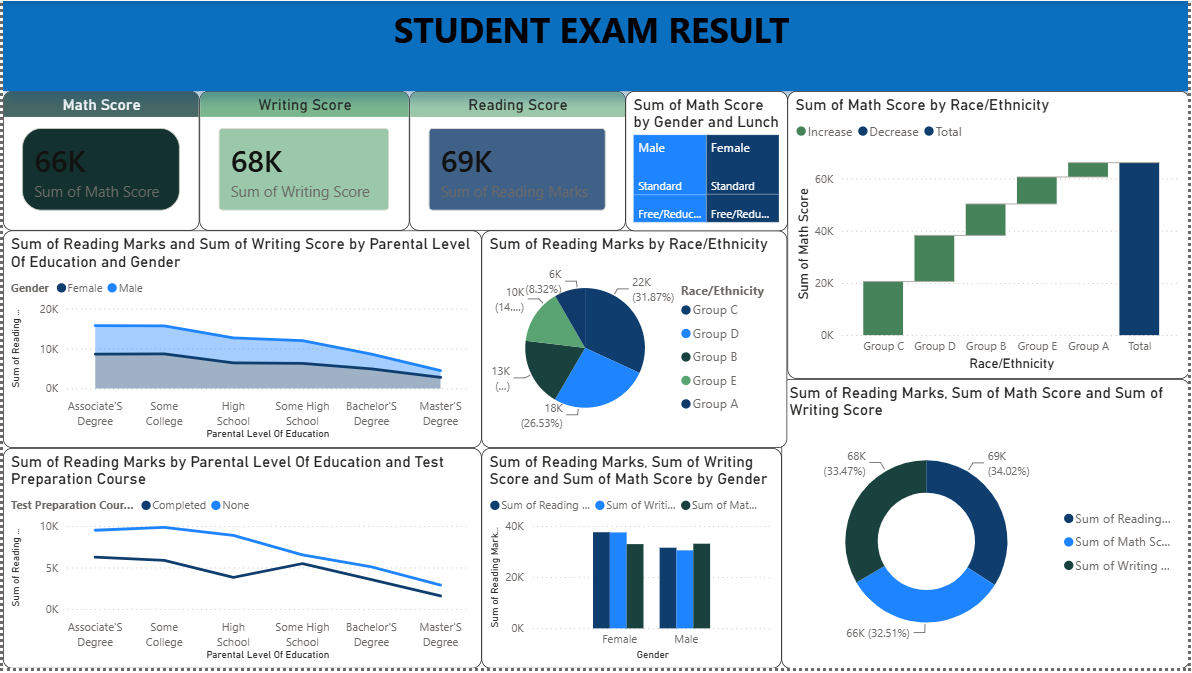 STUDENT EXAM RESULT
Math Score
66K
Sum of Math Score
Writing Score
68K
Sum of Writing Score
Reading Score
69K
Sum of Reading Marks
Sum of Math Score
by Gender and Lunch
Male
Female
Standard
Standard
Free/Reduc...
Free/Redu...
Sum of Math Score by Race/Ethnicity
Increase
Decrease
Total
Sum of Math Score
60K
40K
20K
0K
Group C
Group D
Group B
Group E
Group A
Total
Race/Ethnicity
Sum of Reading Marks and Sum of Writing Score by Parental Level
Of Education and Gender
Gender
Female
Male
Sum of Reading ...
20K
10K
0K
Associate'S
Degree
Some
College
High
School
Some High
School
Bachelor's
Degree
Master'S
Degree
Parental Level Of Education
Sum of Reading Marks by Race/Ethnicity
6K
(8.32%)
22K
(31.87%)
10K
(14....)
13K
(...)
18K
(26.53%)
Race/Ethnicity
Group C
Group D
Group B
Group E
Group A
Sum of Reading Marks, Sum of Math Score and Sum of
Writing Score
68K
(33.47%)
69K
(34.02%)
66K (32.51%)
Sum of Reading...
Sum of Math Sc...
Sum of Writing ...
Sum of Reading Marks by Parental Level Of Education and Test
Preparation Course
Test Preparation Cour...
Completed
None
Sum of Reading ...
10K
5K
0K
Associate'S
Degree
Some
College
High
School
Some High
School
Bachelor'S
Degree
Master'S
Degree
Parental Level Of Education
Sum of Reading Marks, Sum of Writing
Score and Sum of Math Score by Gender
Sum of Reading ...
Sum of Writi...
Sum of Mat...
Sum of Reading Mark...
40K
20K
0K
Female
Male
Gender